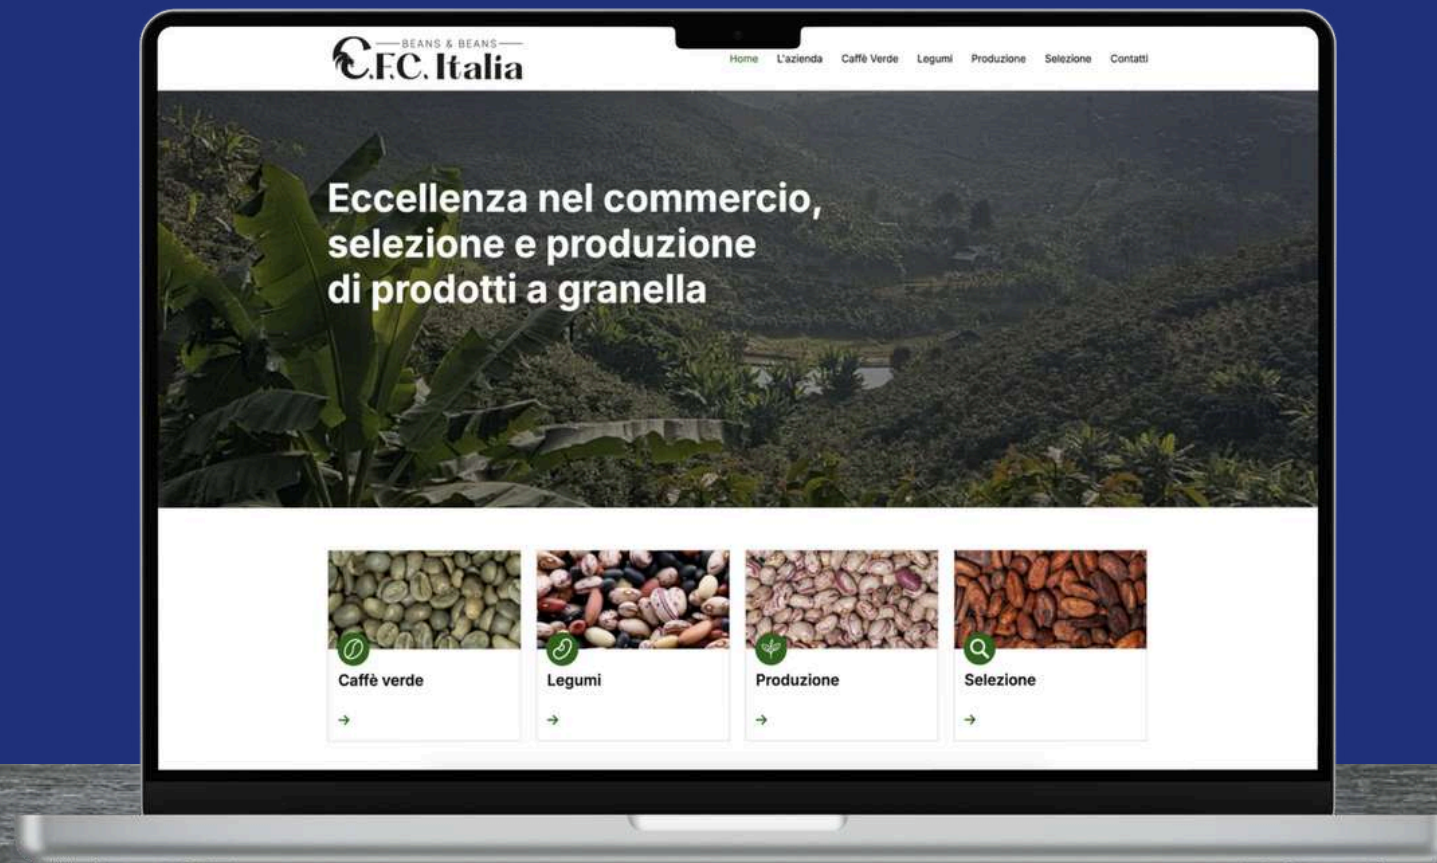 BEANS & BEANS
C.F.C. Italia
Home L'azienda Caffè Verde Legumi Produzione Selezione Contatti
Eccellenza nel commercio,
selezione e produzione
di prodotti a granella
Caffè verde
Legumi
Produzione
Selezione